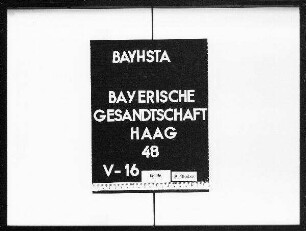 BAYHSTA
BAYERISCHE
GESANDTSCHAFT
HAAG
48
V-16